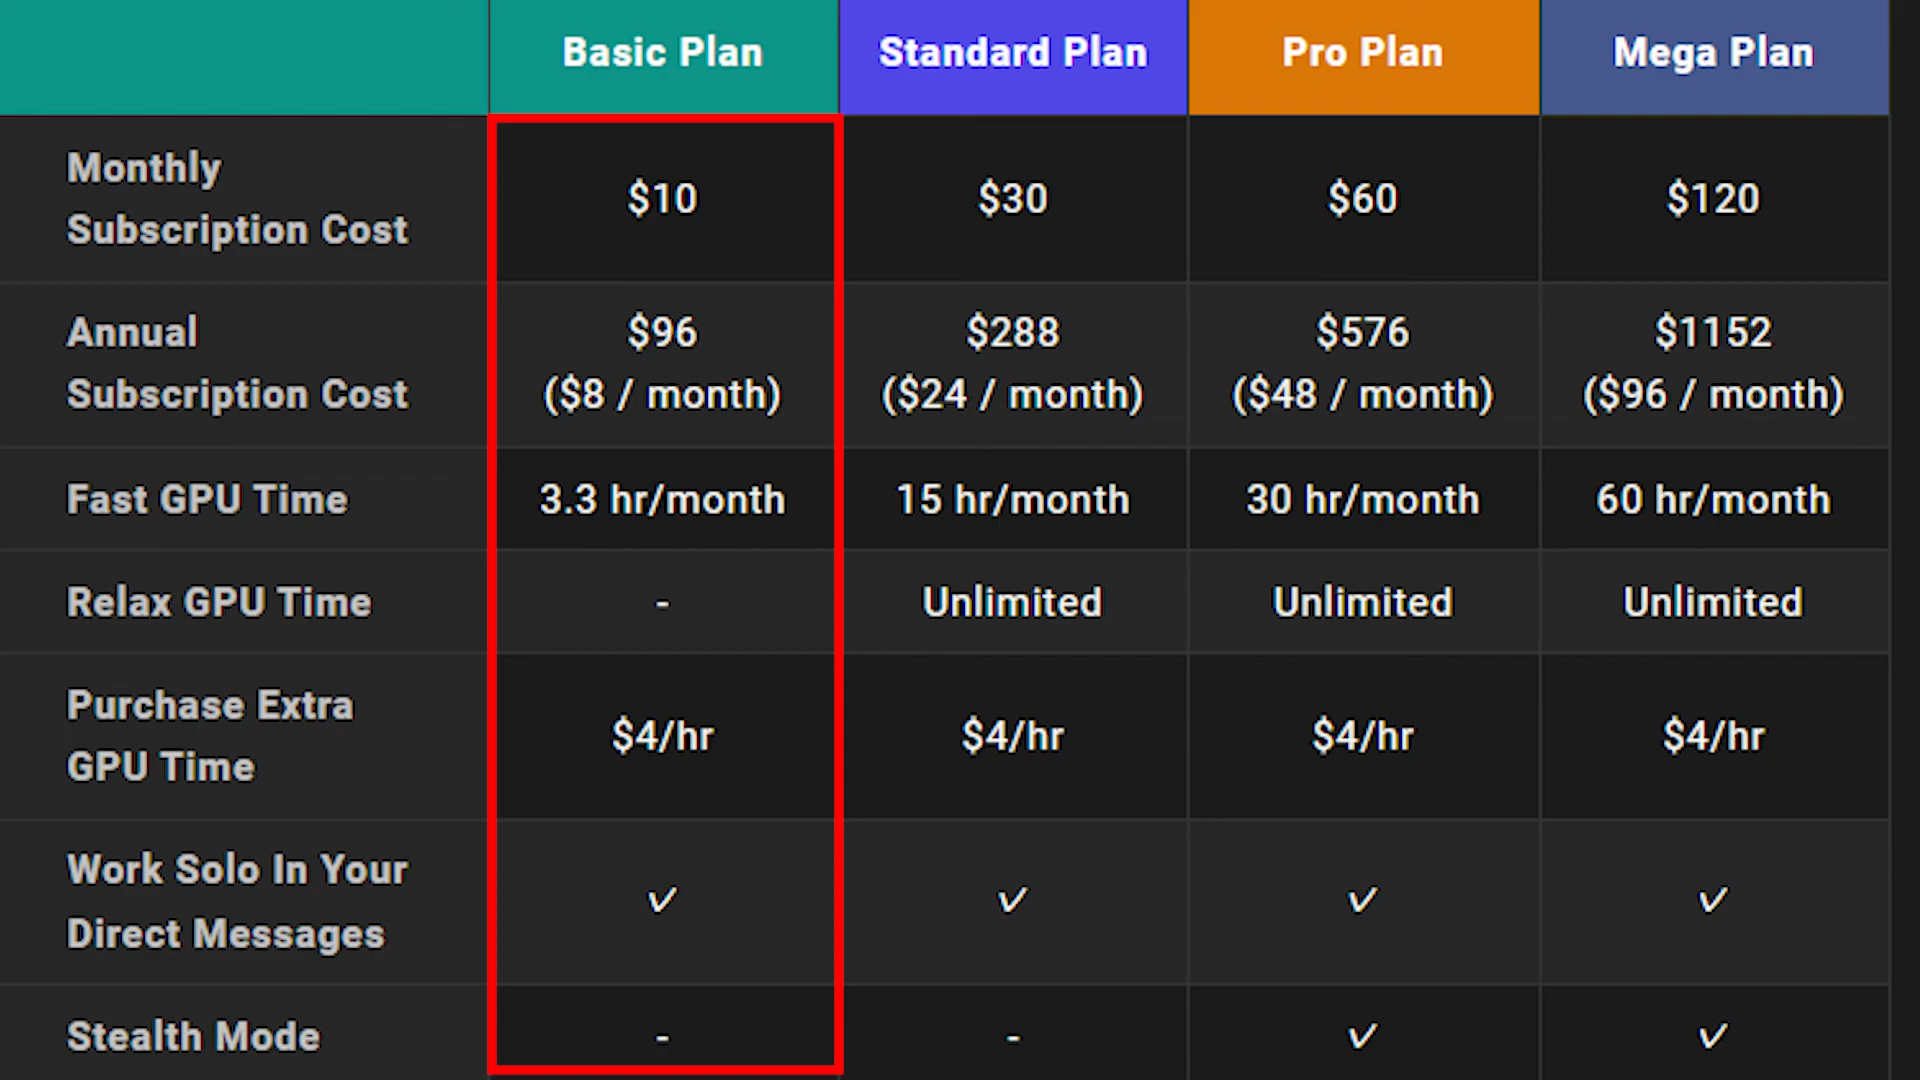 Basic Plan Standard Plan Pro Plan Mega Plan
Monthly
Subscription Cost
$10 $30 $60 $120
Annual
Subscription Cost
$96 $288 $576 $1152
($8 / month) ($24 / month) ($48 / month) ($96 / month)
Fast GPU Time 3.3 hr/month 15 hr/month 30 hr/month 60 hr/month
Relax GPU Time - Unlimited Unlimited Unlimited
Purchase Extra
GPU Time
$4/hr $4/hr $4/hr $4/hr
Work Solo In Your
Direct Messages
✓ ✓ ✓ ✓
Stealth Mode - - ✓ ✓